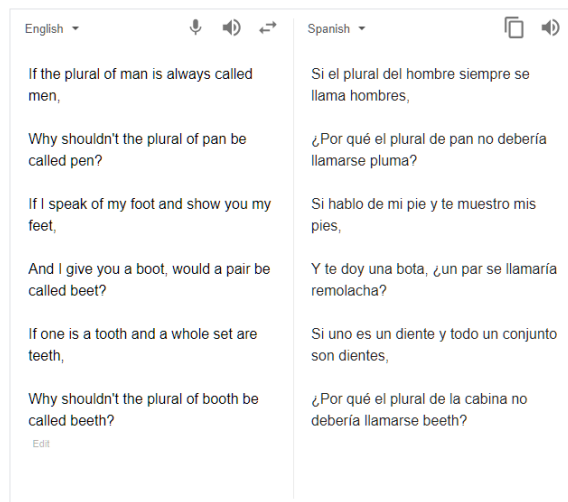 English
Spanish
If the plural of man is always called
men,
Why shouldn't the plural of pan be
called pen?
If I speak of my foot and show you my
feet,
And I give you a boot, would a pair be
called beet?
If one is a tooth and a whole set are
teeth,
Why shouldn't the plural of booth be
called beeth?
Edit
Si el plural del hombre siempre se
llama hombres,
¿Por qué el plural de pan no debería
llamarse pluma?
Si hablo de mi pie y te muestro mis
pies,
Y te doy una bota, ¿un par se llamaría
remolacha?
Si uno es un diente y todo un conjunto
son dientes,
¿Por qué el plural de la cabina no
debería llamarse beeth?